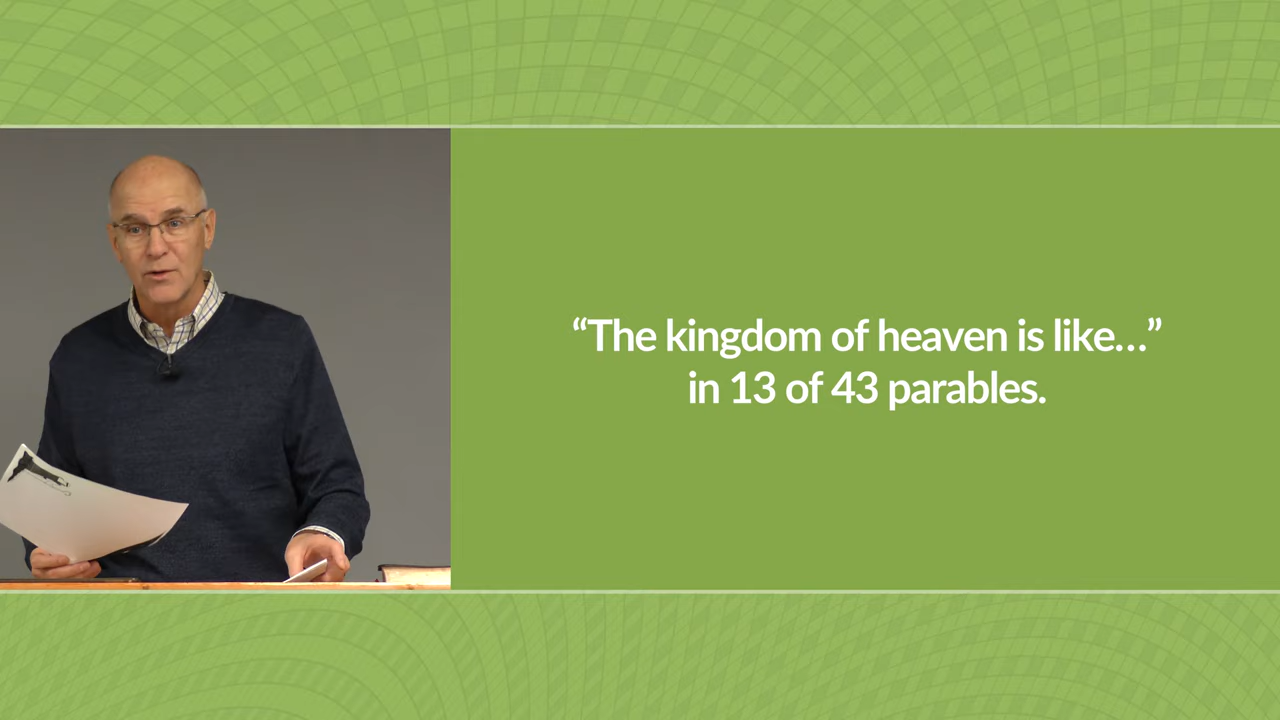 “The kingdom of heaven is like…”
in 13 of 43 parables.